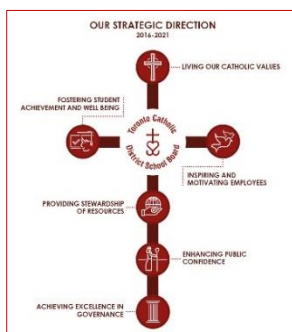 OUR STRATEGIC DIRECTION
2016-2021
LIVING OUR CATHOLIC VALUES
FOSTERING STUDENT
ACHIEVEMENT AND WELL BEING
Toronto Catholic
District School Board
INSPIRING AND
MOTIVATING EMPLOYEES
PROVIDING STEWARDSHIP
OF RESOURCES
ENHANCING PUBLIC
CONFIDENCE
ACHIEVING EXCELLENCE IN
GOVERNANCE